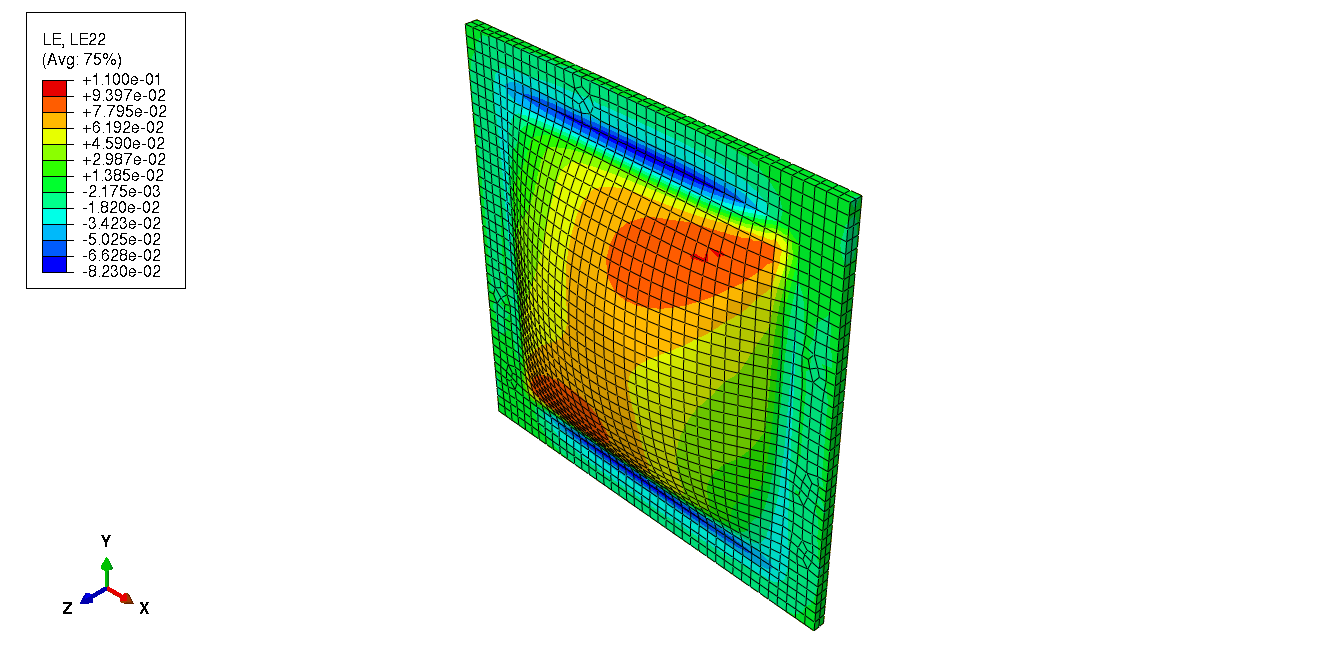 LE, LE22
(Avg: 75%)
+1.100e-01
+9.397e-02
+7.795e-02
+6.192e-02
+4.590e-02
+2.987e-02
+1.385e-02
-2.175e-03
-1.820e-02
-3.423e-02
-5.025e-02
-6.628e-02
-8.230e-02
Y
Z
X